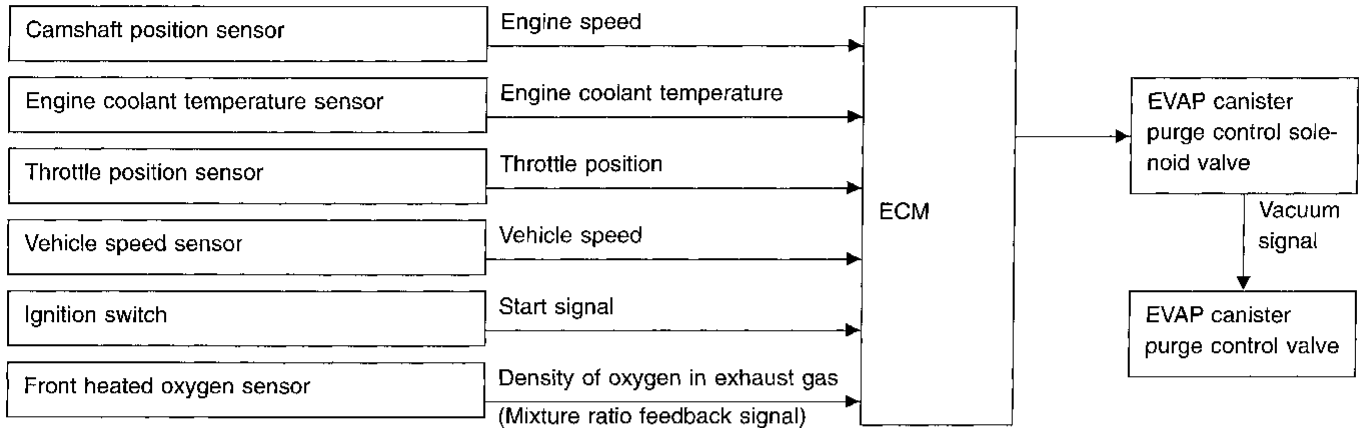 Camshaft position sensor
Engine speed
Engine coolant temperature sensor
Engine coolant temperature
Throttle position sensor
Throttle position
Vehicle speed sensor
Vehicle speed
Ignition switch
Start signal
Front heated oxygen sensor
Density of oxygen in exhaust gas
(Mixture ratio feedback signal)
ECM
EVAP canister
purge control sole-
noid valve
Vacuum
signal
EVAP canister
purge control valve